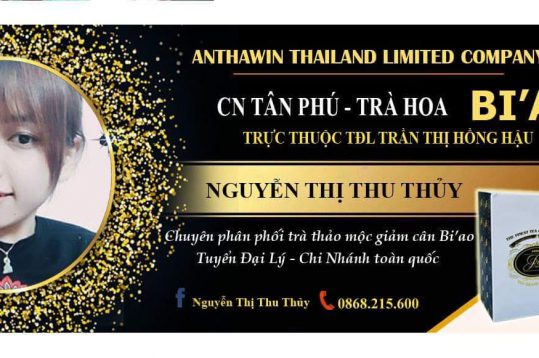 ANTHAWIN THAILAND LIMITED COMPANY
CN TÂN PHÚ - TRÀ HOA BI'A
TRỰC THUỘC TĐL TRẦN THỊ HỒNG HẬU
NGUYỄN THỊ THU THỦY
Chuyên phân phối trà thảo mộc giảm cân Bi'ao
Tuyển Đại Lý - Chi Nhánh toàn quốc
Nguyễn Thị Thu Thủy 0868.215.600